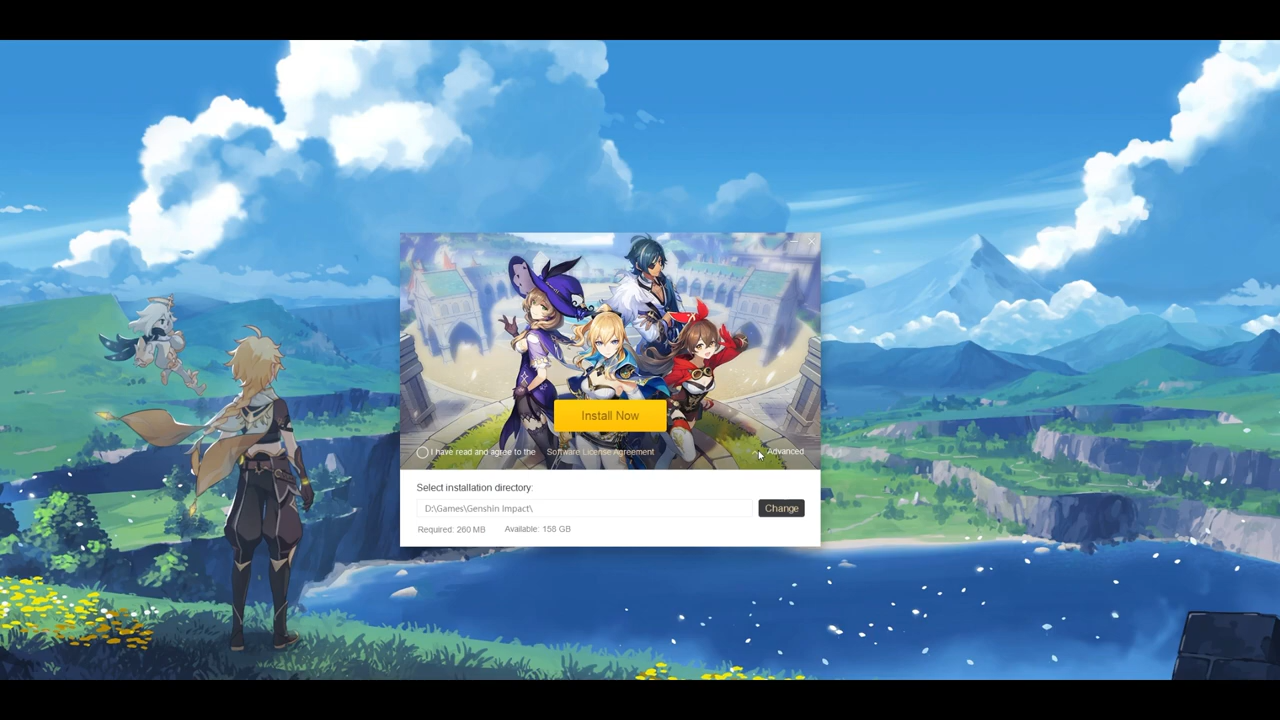 Install Now
I have read and agree to the Software License Agreement
Advanced
Select installation directory:
D:\Games\Genshin Impact\
Change
Required: 260 MB
Available: 158 GB